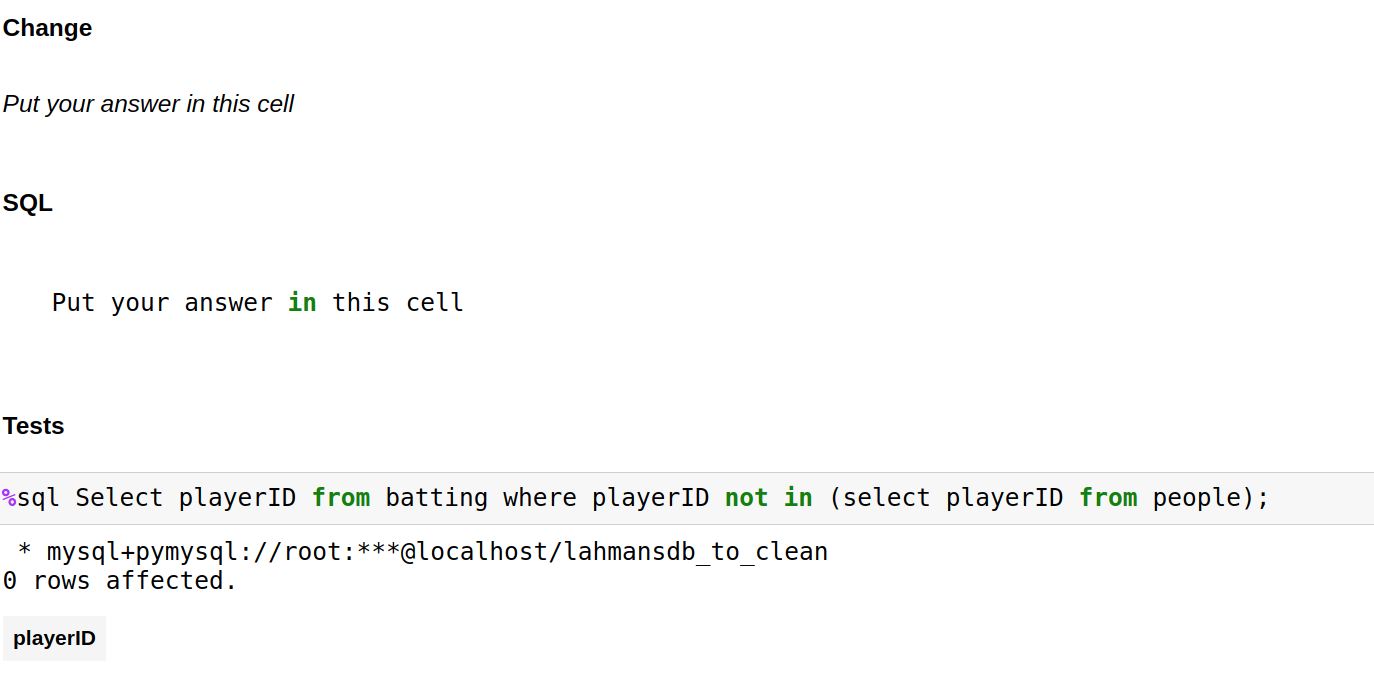 Change
Put your answer in this cell
SQL
Put your answer in this cell
Tests
%sql Select playerID from batting where playerID not in (select playerID from people);
* mysql+pymysql://root:***@localhost/lahmansdb_to_clean
0 rows affected.
playerID